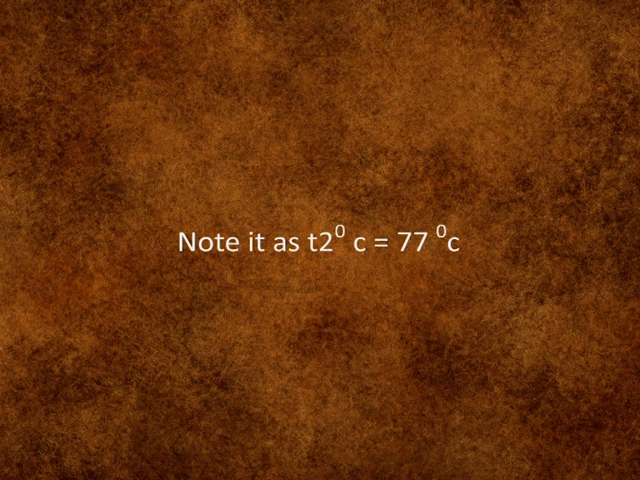 Note it as t2⁰ c = 77 ⁰c